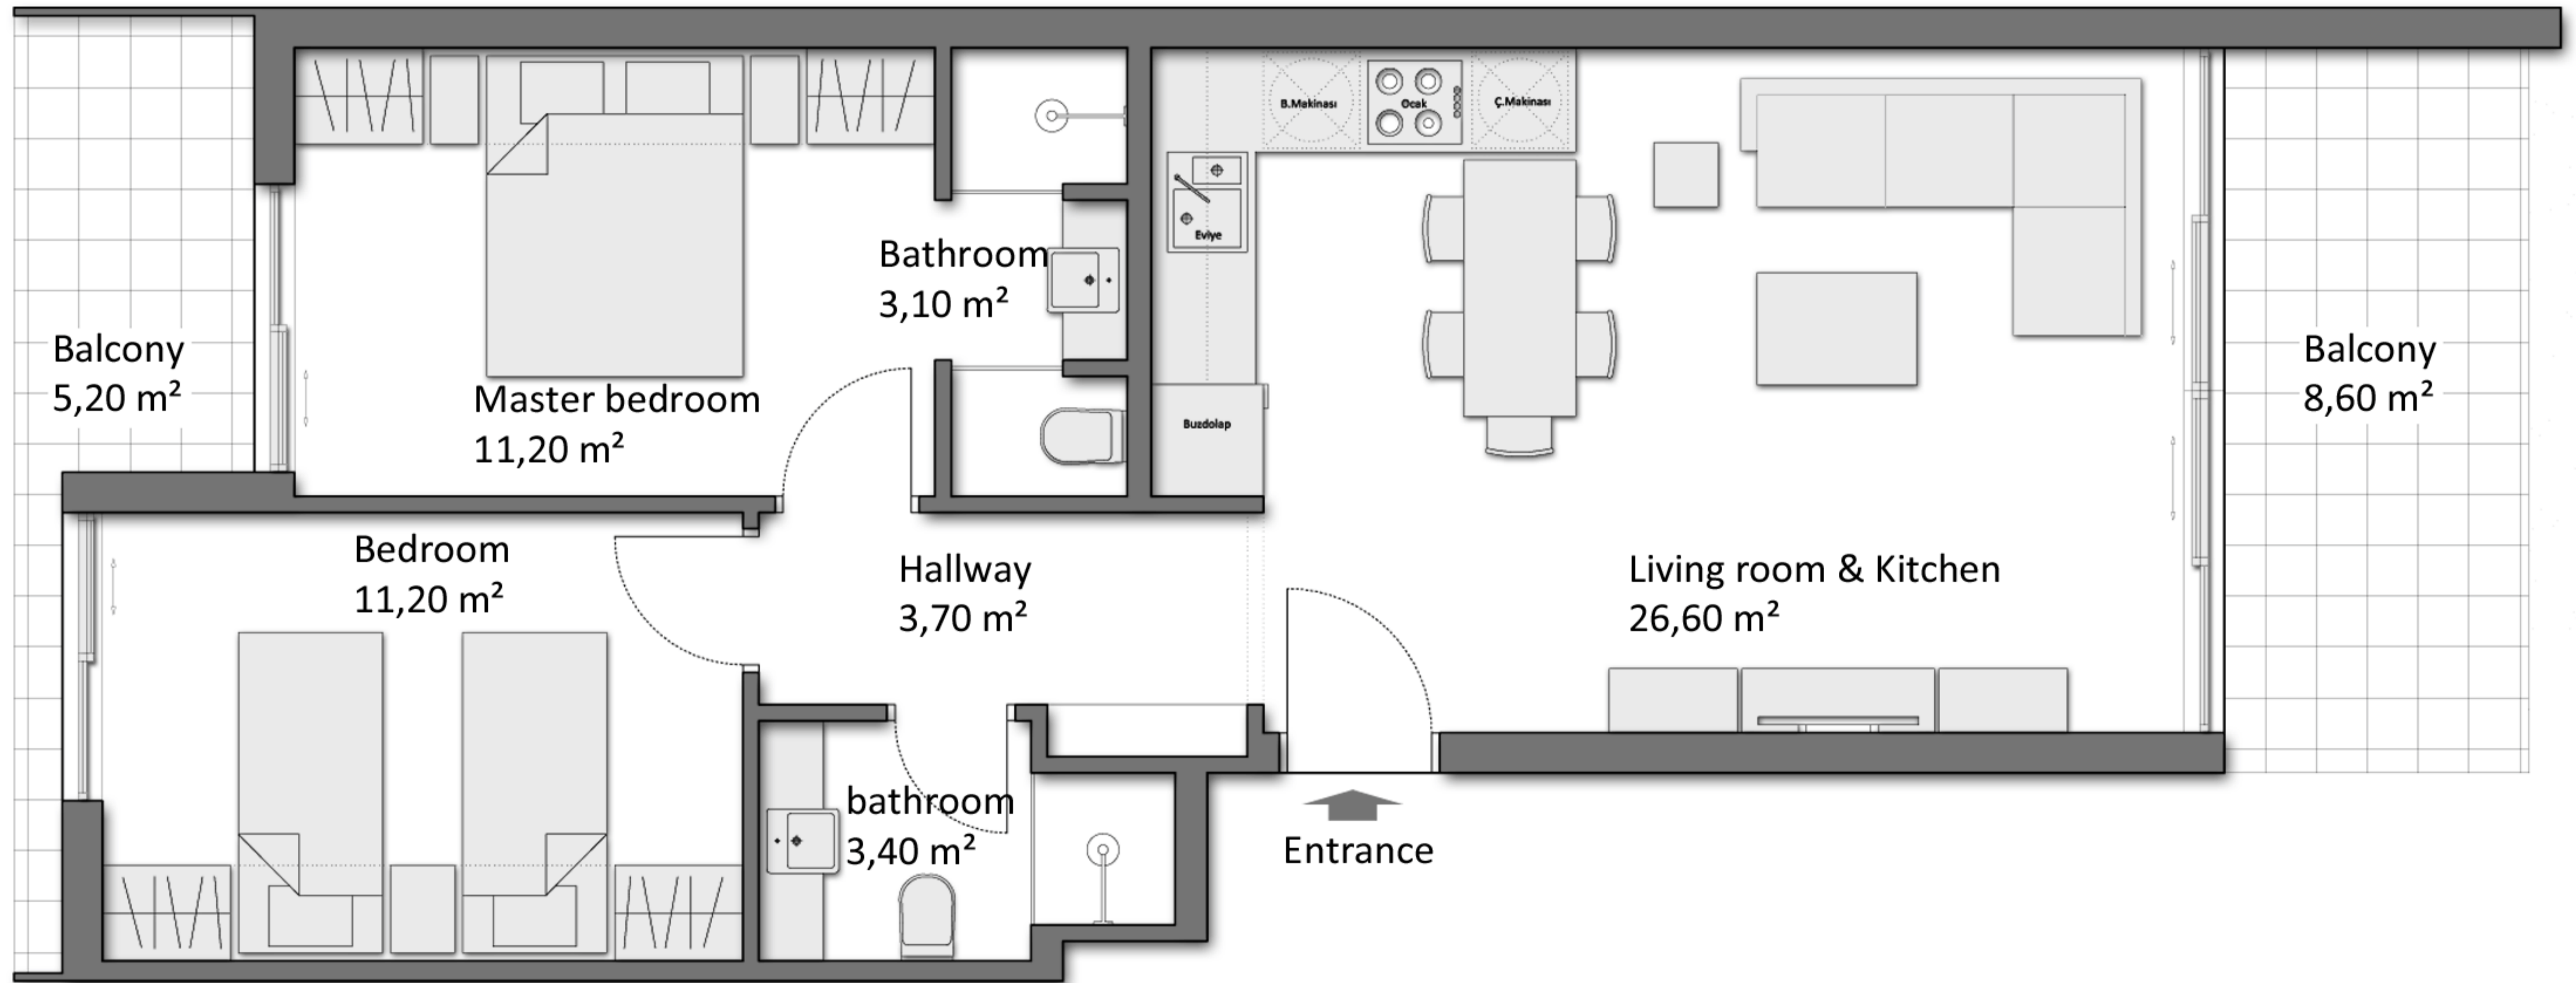 B.Makinası
Ocak
Ç.Makinası
Eviye
Buzdolap
Bathroom
3,10 m²
Balcony
5,20 m²
Master bedroom
11,20 m²
Balcony
8,60 m²
Bedroom
11,20 m²
Hallway
3,70 m²
Living room & Kitchen
26,60 m²
bathroom
3,40 m²
Entrance